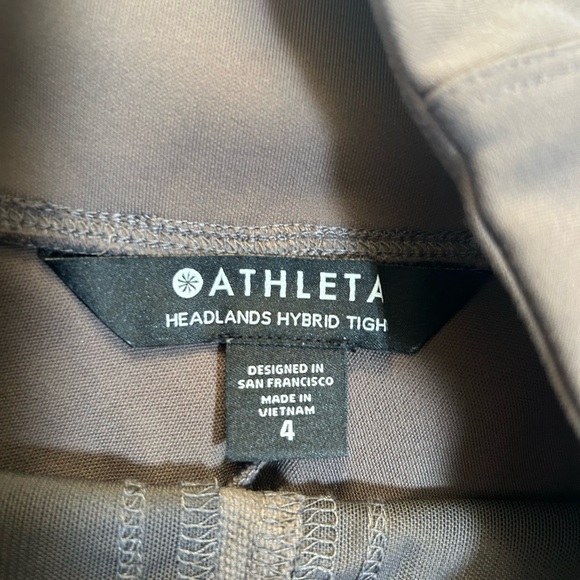 ATHLETA
HEADLANDS HYBRID TIGH
DESIGNED IN
SAN FRANCISCO
MADE IN
VIETNAM
4